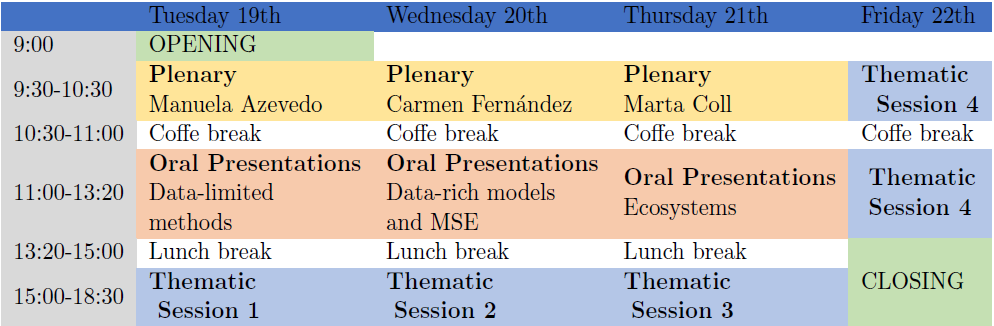 Tuesday 19th Wednesday 20th Thursday 21th Friday 22th
9:00 OPENING
9:30-10:30
Plenary
Manuela Azevedo
Plenary
Carmen Fernández
Plenary
Marta Coll
Thematic
Session 4
10:30-11:00 Coffe break Coffe break Coffe break Coffe break
11:00-13:20
Oral Presentations
Data-limited
methods
Oral Presentations
Data-rich models
and MSE
Oral Presentations
Ecosystems
Thematic
Session 4
13:20-15:00 Lunch break Lunch break Lunch break
15:00-18:30
Thematic
Session 1
Thematic
Session 2
Thematic
Session 3
CLOSING